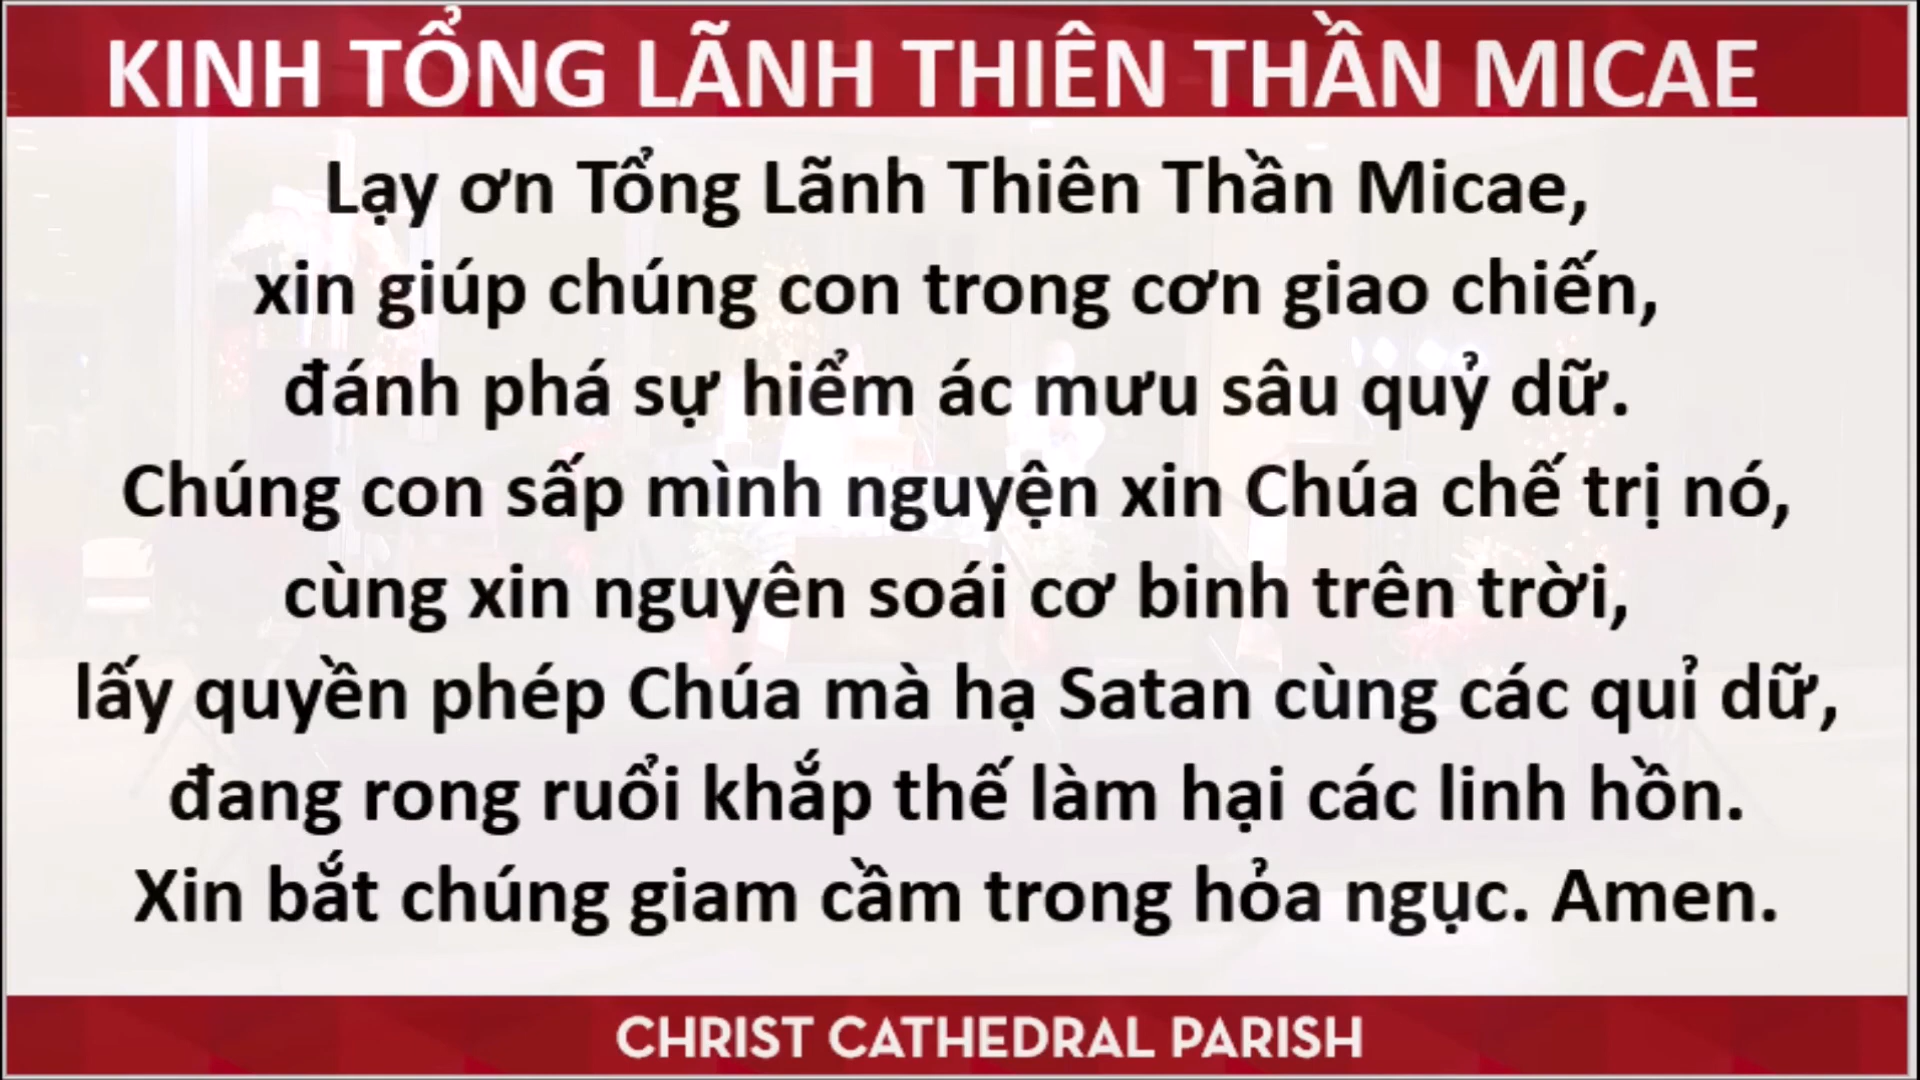 KINH TỔNG LÃNH THIÊN THẦN MICAE
Lạy ơn Tổng Lãnh Thiên Thần Micae,
xin giúp chúng con trong cơn giao chiến,
đánh phá sự hiểm ác mưu sâu quỷ dữ.
Chúng con sấp mình nguyện xin Chúa chế trị nó,
cùng xin nguyên soái cơ binh trên trời,
lấy quyền phép Chúa mà hạ Satan cùng các quỉ dữ,
đang rong ruổi khắp thế làm hại các linh hồn.
Xin bắt chúng giam cầm trong hỏa ngục. Amen.
CHRIST CATHEDRAL PARISH